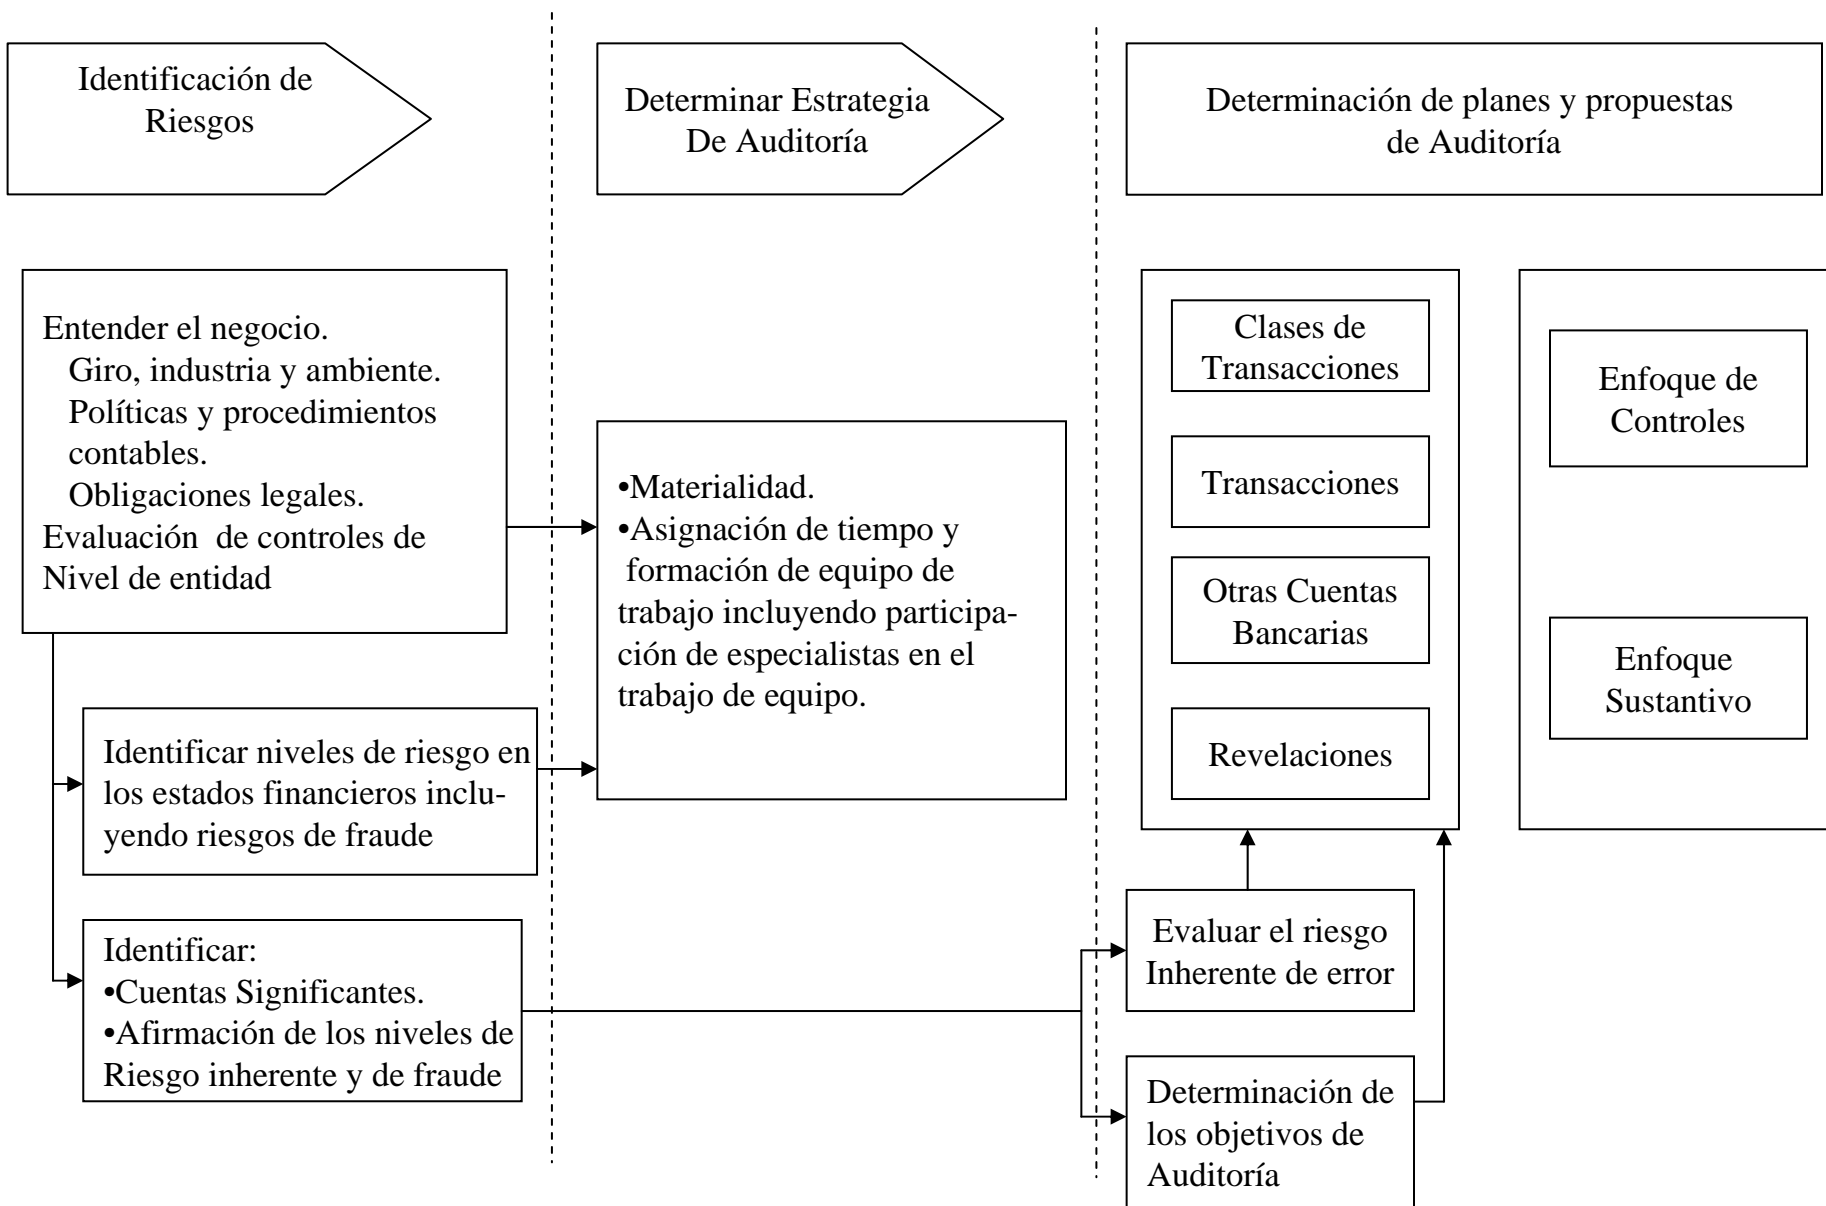 Identificación de
Riesgos
Determinar Estrategia
De Auditoría
Determinación de planes y propuestas
de Auditoría
Entender el negocio.
Giro, industria y ambiente.
Políticas y procedimientos
contables.
Obligaciones legales.
Evaluación  de controles de
Nivel de entidad
Identificar niveles de riesgo en
los estados financieros inclu-
yendo riesgos de fraude
Identificar:
•Cuentas Significantes.
•Afirmación de los niveles de
Riesgo inherente y de fraude
•Materialidad.
•Asignación de tiempo y
formación de equipo de
trabajo incluyendo participa-
ción de especialistas en el
trabajo de equipo.
Clases de
Transacciones
Transacciones
Otras Cuentas
Bancarias
Revelaciones
Enfoque de
Controles
Enfoque
Sustantivo
Evaluar el riesgo
Inherente de error
Determinación de
los objetivos de
Auditoría